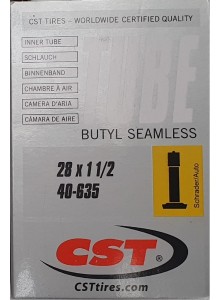 CST TIRES – WORLDWIDE CERTIFIED QUALITY
TUBE
INNER TUBE
SCHLAUCH
BINNENBAND
CHAMBRE À AIR
CAMERA D'ARIA
CÁMARA DE AIRE
BUTYL SEAMLESS
28 x 1 1/2
40-635
Schrader/Auto
CST®
CSTtires.com